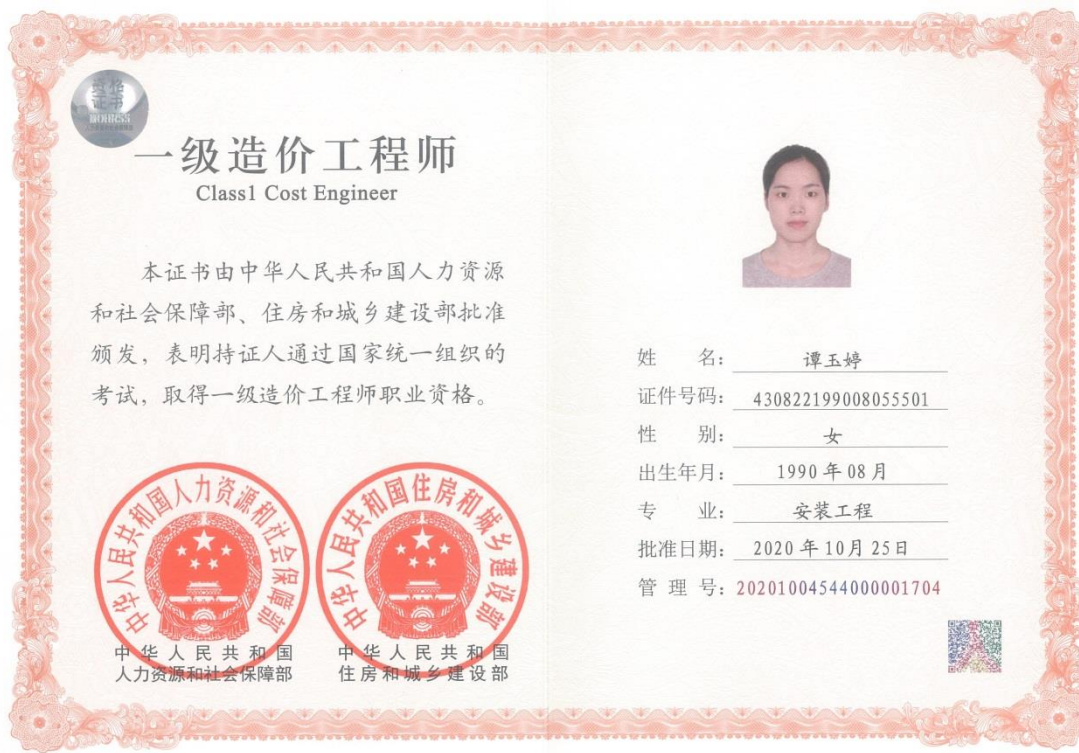 资格
证书
MOHRSS
一级造价工程师
Class1 Cost Engineer
本证书由中华人民共和国人力资源
和社会保障部、住房和城乡建设部批准
颁发，表明持证人通过国家统一组织的
考试，取得一级造价工程师职业资格。
中华人民共和国人力资源和社会保障部
中华人民共和国住房和城乡建设部
中华人民共和国
人力资源和社会保障部
中华人民共和国
住房和城乡建设部
姓 名： 谭玉婷
证件号码： 430822199008055501
性 别： 女
出生年月： 1990年08月
专 业： 安装工程
批准日期： 2020年10月25日
管 理 号：20201004544000001704